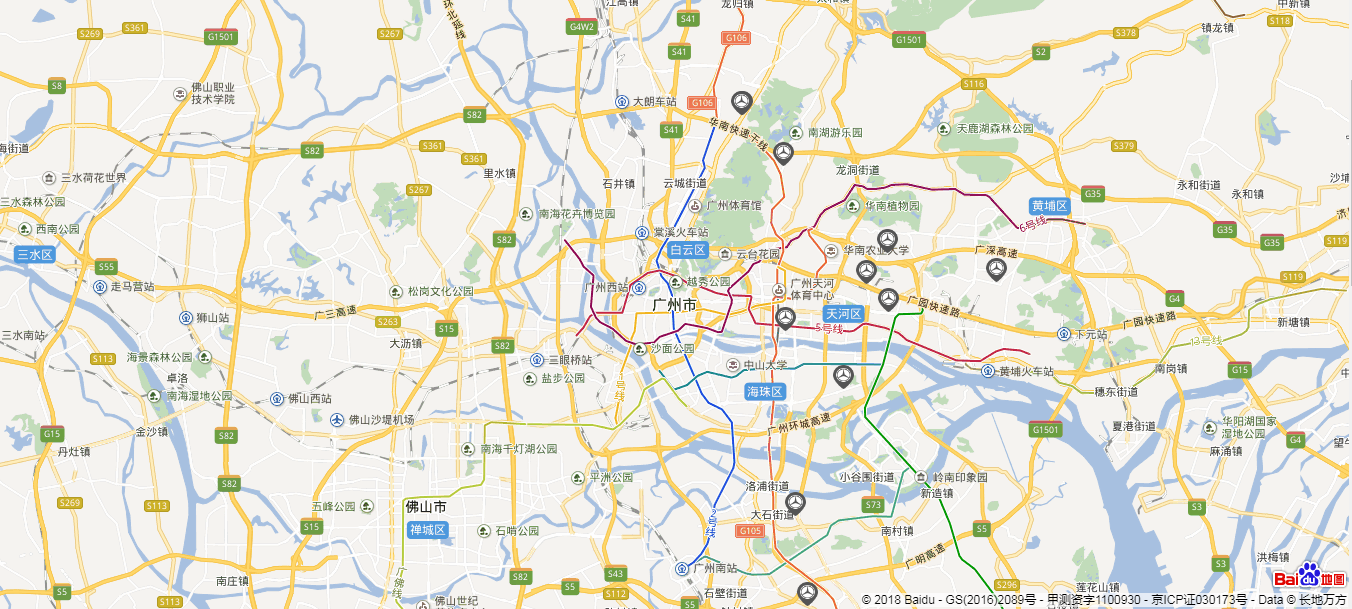 江高镇
龙归镇
中新镇
S118
镇龙镇
环北延线
G4W2
S41
S269
S361
G1501
S267
G106
G1501
S378
S41
S2
S8
佛山职业
技术学院
大朗车站
G106
S116
S82
华南快速干线
南湖游乐园
天鹿湖森林公园
S41
S82
S361
S361
S379
三水荷花世界
里水镇
石井镇
云城街道
龙洞街道
永和街道
永和镇
沙埔
S267
G35
三水森林公园
广州体育馆
华南植物园
黄埔区
南海花卉博览园
6号线
西南公园
棠溪火车站
G35
S82
G35
S119
三水区
白云区
云台花园
华南农业大学
广深高速
S55
走马营站
广州西站
越秀公园
广州天河
体育中心
S119
松岗文化公园
广州市
G4
广三高速
广园快速路
狮山站
S263
天河区
广园快速路
新塘镇
三水南站
S15
5号线
下元站
13号线
大沥镇
S82
沙面公园
S113
海景森林公园
三眼桥站
中山大学
黄埔火车站
南岗镇
G15
卓洛
盐步公园
海珠区
穗东街道
南海湿地公园
佛山西站
佛山沙堤机场
广州环城高速
G1501
夏港街道
华阳湖国家
湿地公园
金沙镇
G15
S82
G4
丹灶镇
南海千灯湖公园
麻涌镇
平洲公园
小谷围街道
岭南印象园
S82
洛浦街道
新造镇
S269
S113
五峰公园
佛山市
S112
大石街道
S73
S3
S15
禅城区
石啃公园
G105
南村镇
S5
2号线
广明高速
广州南站
S3
洪梅镇
南庄镇
广佛线
S82
S43
S5
S296
莲花山镇
S5
S113
佛山世纪
石壁街道
S5
Bai du 地图
© 2018 Baidu - GS(2016)2089号 - 甲测资字1100930 - 京ICP证030173号 - Data © 长地万方